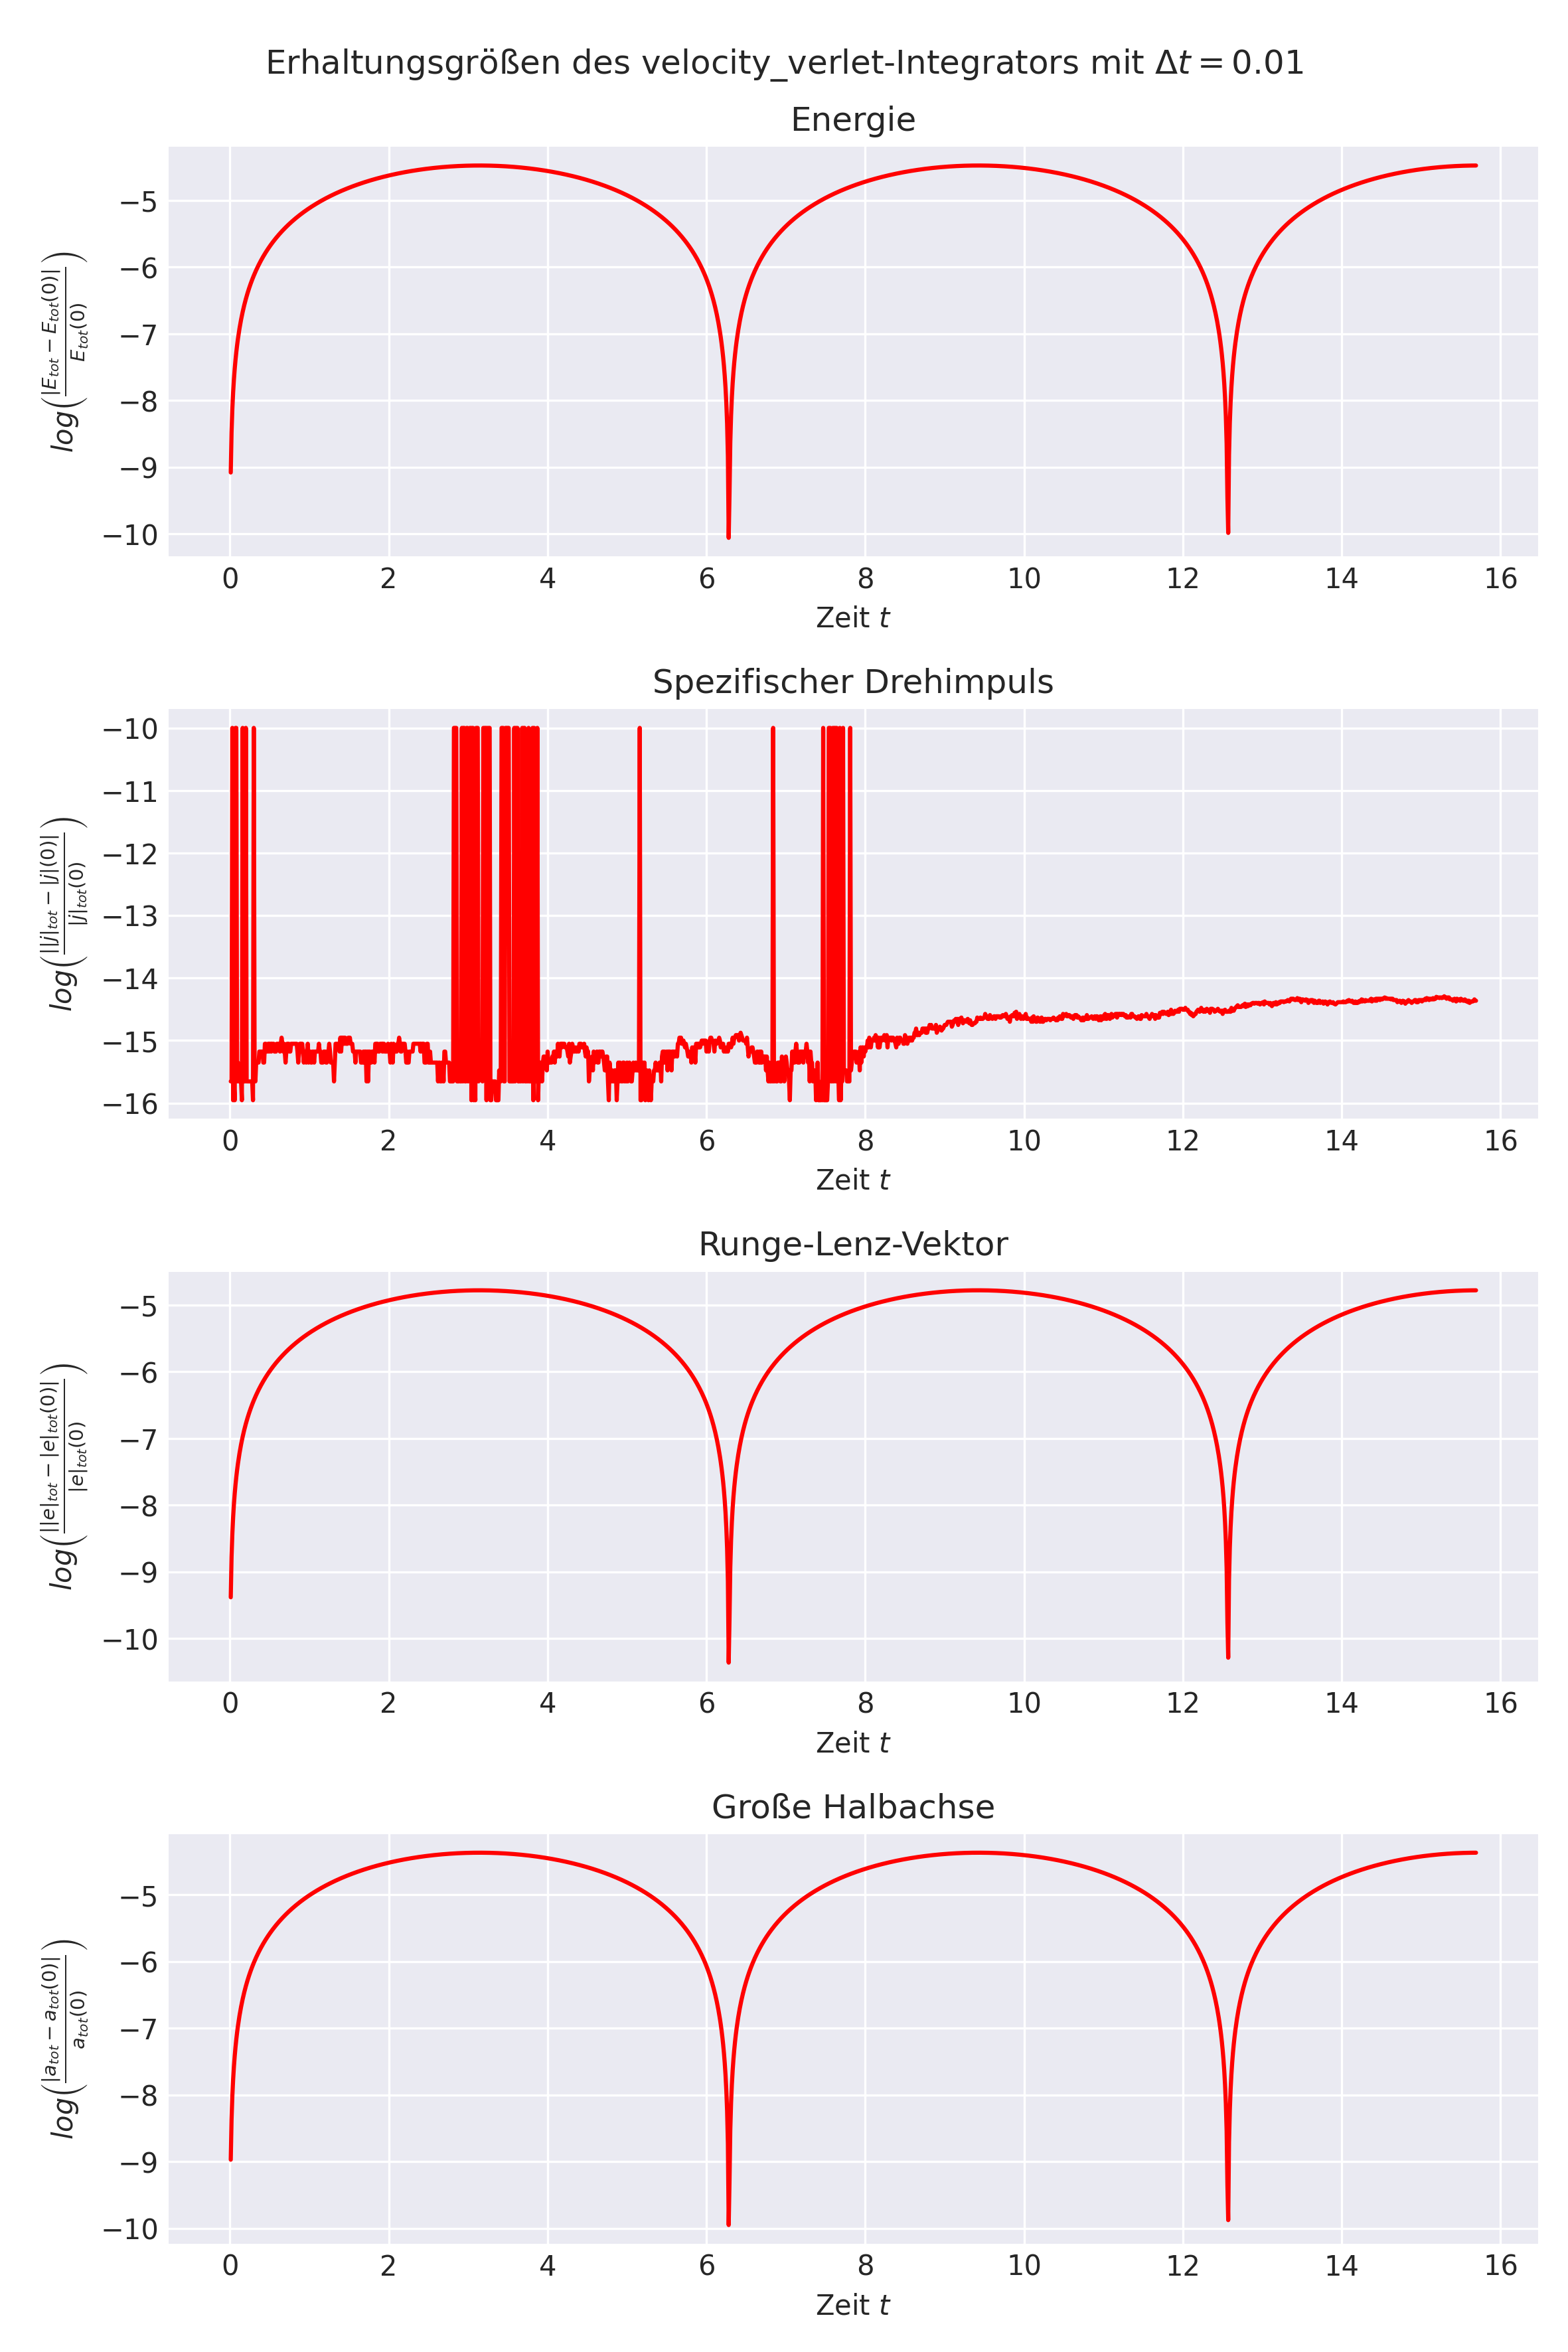 Erhaltungsgrößen des velocity_verlet-Integrators mit Δt = 0.01
Energie
log(|E_tot − E_tot(0)| / E_tot(0))
−5
−6
−7
−8
−9
−10
0 2 4 6 8 10 12 14 16
Zeit t
Spezifischer Drehimpuls
log(||j|_tot − |j|(0)| / |j|_tot(0))
−10
−11
−12
−13
−14
−15
−16
0 2 4 6 8 10 12 14 16
Zeit t
Runge-Lenz-Vektor
log(||e|_tot − |e|_tot(0)| / |e|_tot(0))
−5
−6
−7
−8
−9
−10
0 2 4 6 8 10 12 14 16
Zeit t
Große Halbachse
log(|a_tot − a_tot(0)| / a_tot(0))
−5
−6
−7
−8
−9
−10
0 2 4 6 8 10 12 14 16
Zeit t